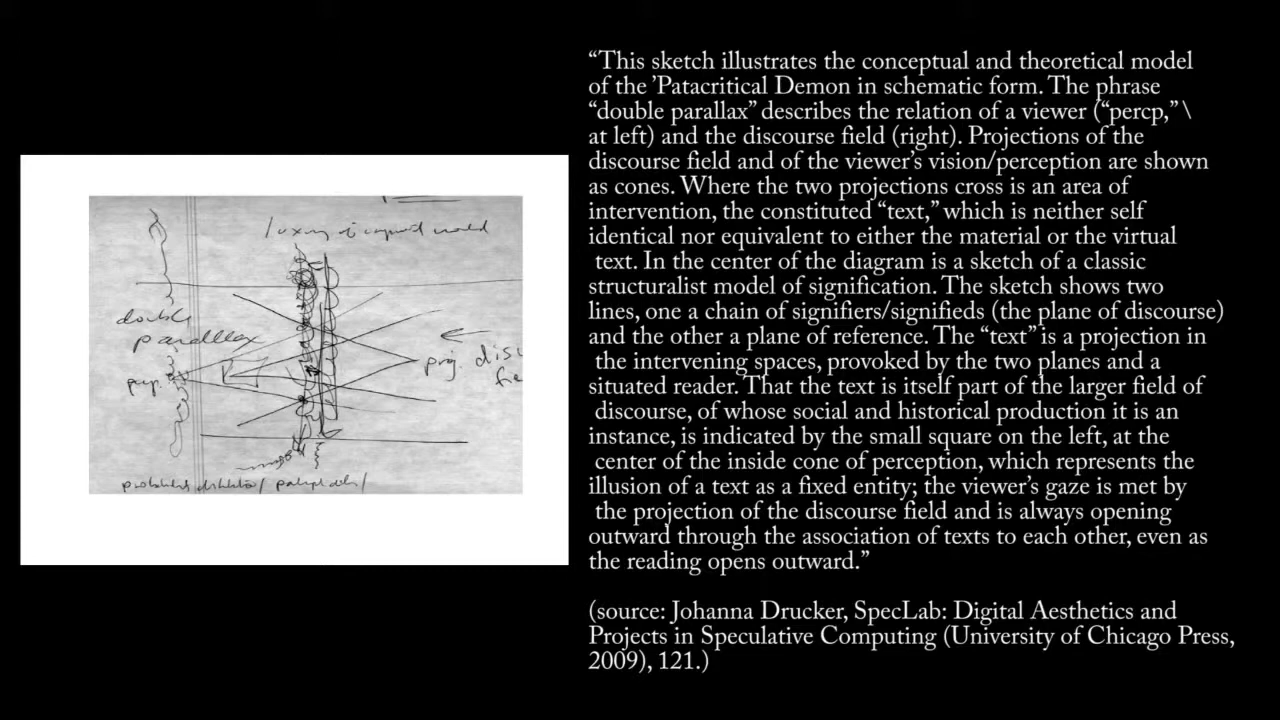 double
parallax
proj. disc
fie
“This sketch illustrates the conceptual and theoretical model
of the ’Patacritical Demon in schematic form. The phrase
“double parallax” describes the relation of a viewer (“percp,” \
at left) and the discourse field (right). Projections of the
discourse field and of the viewer’s vision/perception are shown
as cones. Where the two projections cross is an area of
intervention, the constituted “text,” which is neither self
identical nor equivalent to either the material or the virtual
text. In the center of the diagram is a sketch of a classic
structuralist model of signification. The sketch shows two
lines, one a chain of signifiers/signifieds (the plane of discourse)
and the other a plane of reference. The “text” is a projection in
the intervening spaces, provoked by the two planes and a
situated reader. That the text is itself part of the larger field of
discourse, of whose social and historical production it is an
instance, is indicated by the small square on the left, at the
center of the inside cone of perception, which represents the
illusion of a text as a fixed entity; the viewer’s gaze is met by
the projection of the discourse field and is always opening
outward through the association of texts to each other, even as
the reading opens outward.”
(source: Johanna Drucker, SpecLab: Digital Aesthetics and
Projects in Speculative Computing (University of Chicago Press,
2009), 121.)